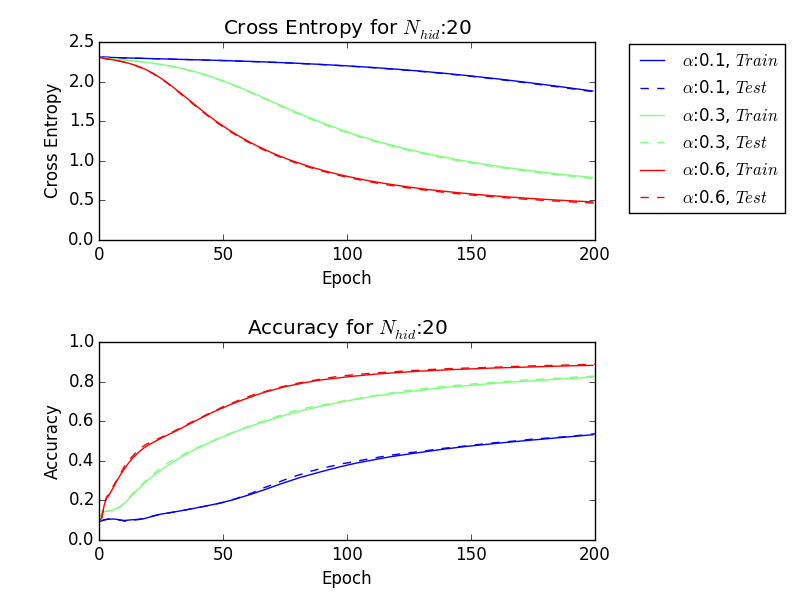 Cross Entropy for N_hid:20
2.5
2.0
1.5
1.0
0.5
0.0
Cross Entropy
0 50 100 150 200
Epoch
α:0.1, Train
α:0.1, Test
α:0.3, Train
α:0.3, Test
α:0.6, Train
α:0.6, Test
Accuracy for N_hid:20
1.0
0.8
0.6
0.4
0.2
0.0
Accuracy
0 50 100 150 200
Epoch